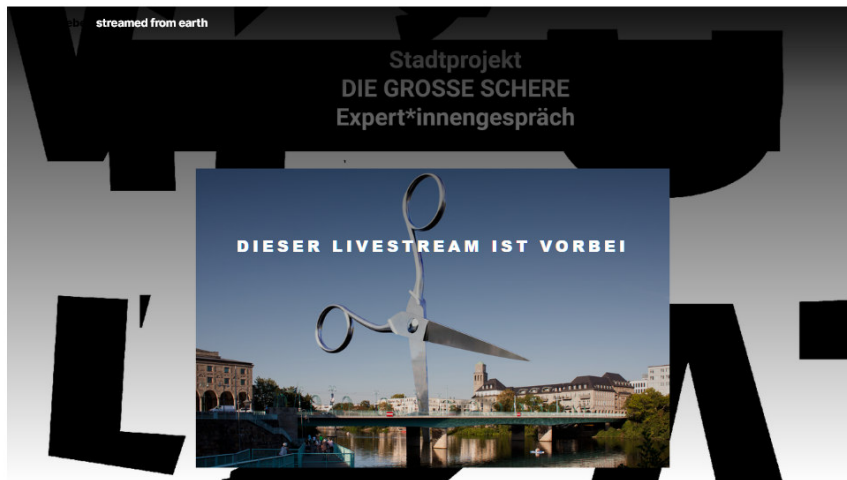 streamed from earth
Stadtprojekt
DIE GROSSE SCHERE
Expert*innengespräch
DIESER LIVESTREAM IST VORBEI